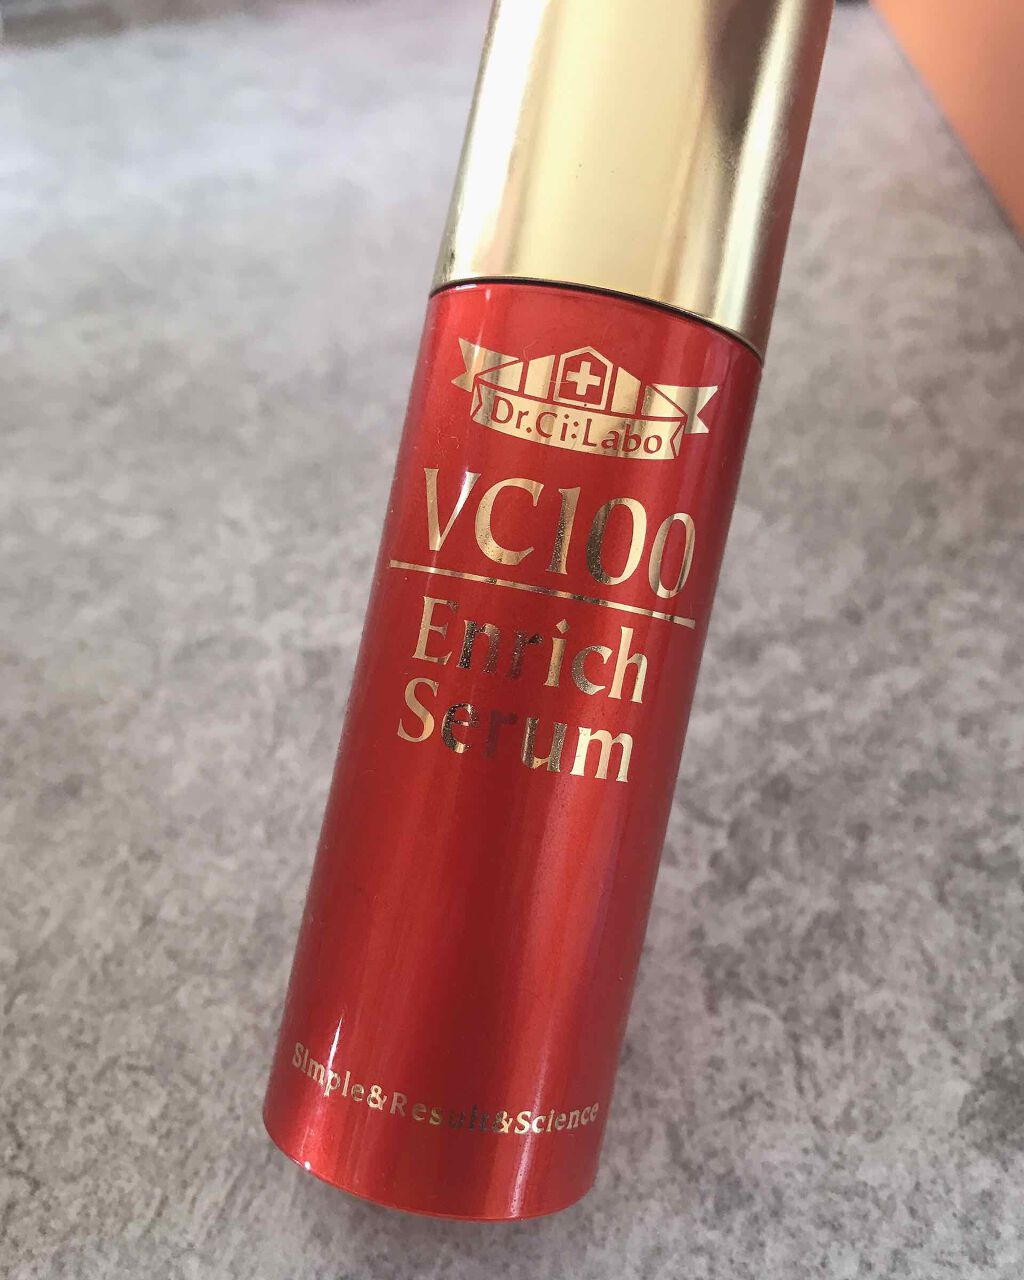 Dr.Ci:Labo
VC100
Enrich
Serum
Simple&Result&Science